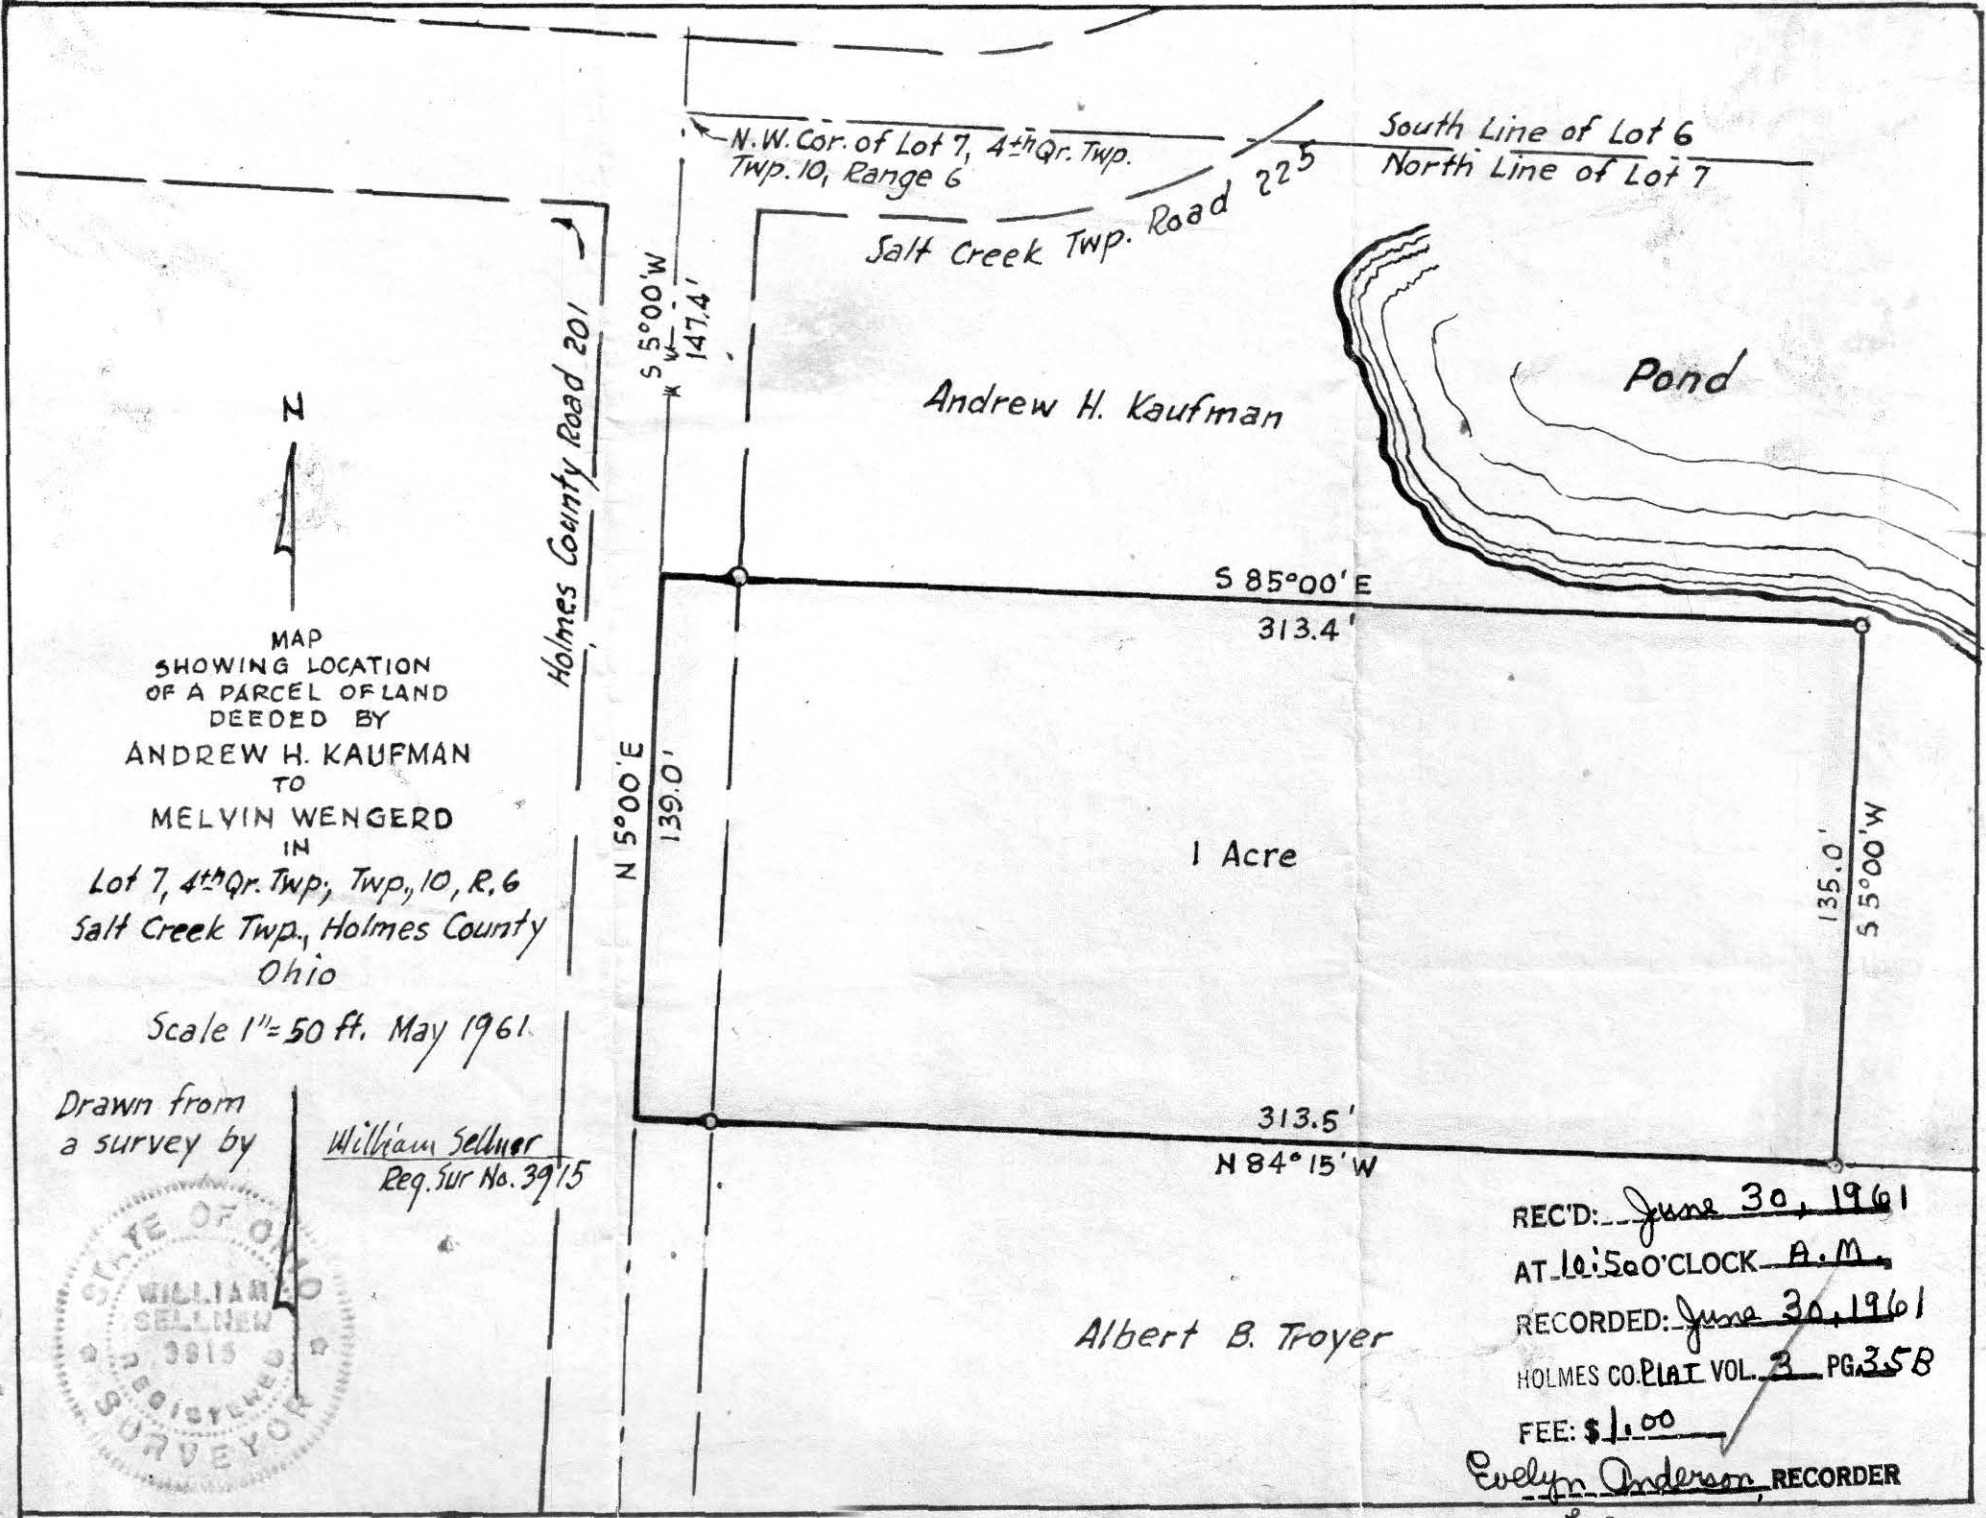 N.W. Cor. of Lot 7, 4th Qr. Twp.
Twp. 10, Range 6
South Line of Lot 6
North Line of Lot 7
Salt Creek Twp. Road 225
S 5°00'W
147.4'
Holmes County Road 201
Andrew H. Kaufman
Pond
N
S 85°00'E
313.4'
MAP
SHOWING LOCATION
OF A PARCEL OF LAND
DEEDED BY
ANDREW H. KAUFMAN
TO
MELVIN WENGERD
IN
Lot 7, 4th Qr. Twp., Twp., 10, R. 6
Salt Creek Twp., Holmes County
Ohio
Scale 1"=50 ft. May 1961.
N 5°00'E
139.0'
1 Acre
135.0'
S 5°00'W
313.5'
N 84°15'W
Drawn from
a survey by
William Sellner
Reg. Sur No. 3915
STATE OF OHIO
WILLIAM
SELLNER
3915
REGISTERED
SURVEYOR
Albert B. Troyer
REC'D: June 30, 1961
AT 10:50 O'CLOCK A.M.
RECORDED: June 30, 1961
HOLMES CO. PLAT VOL. 3 PG. 35B
FEE: $1.00
Evelyn Anderson, RECORDER